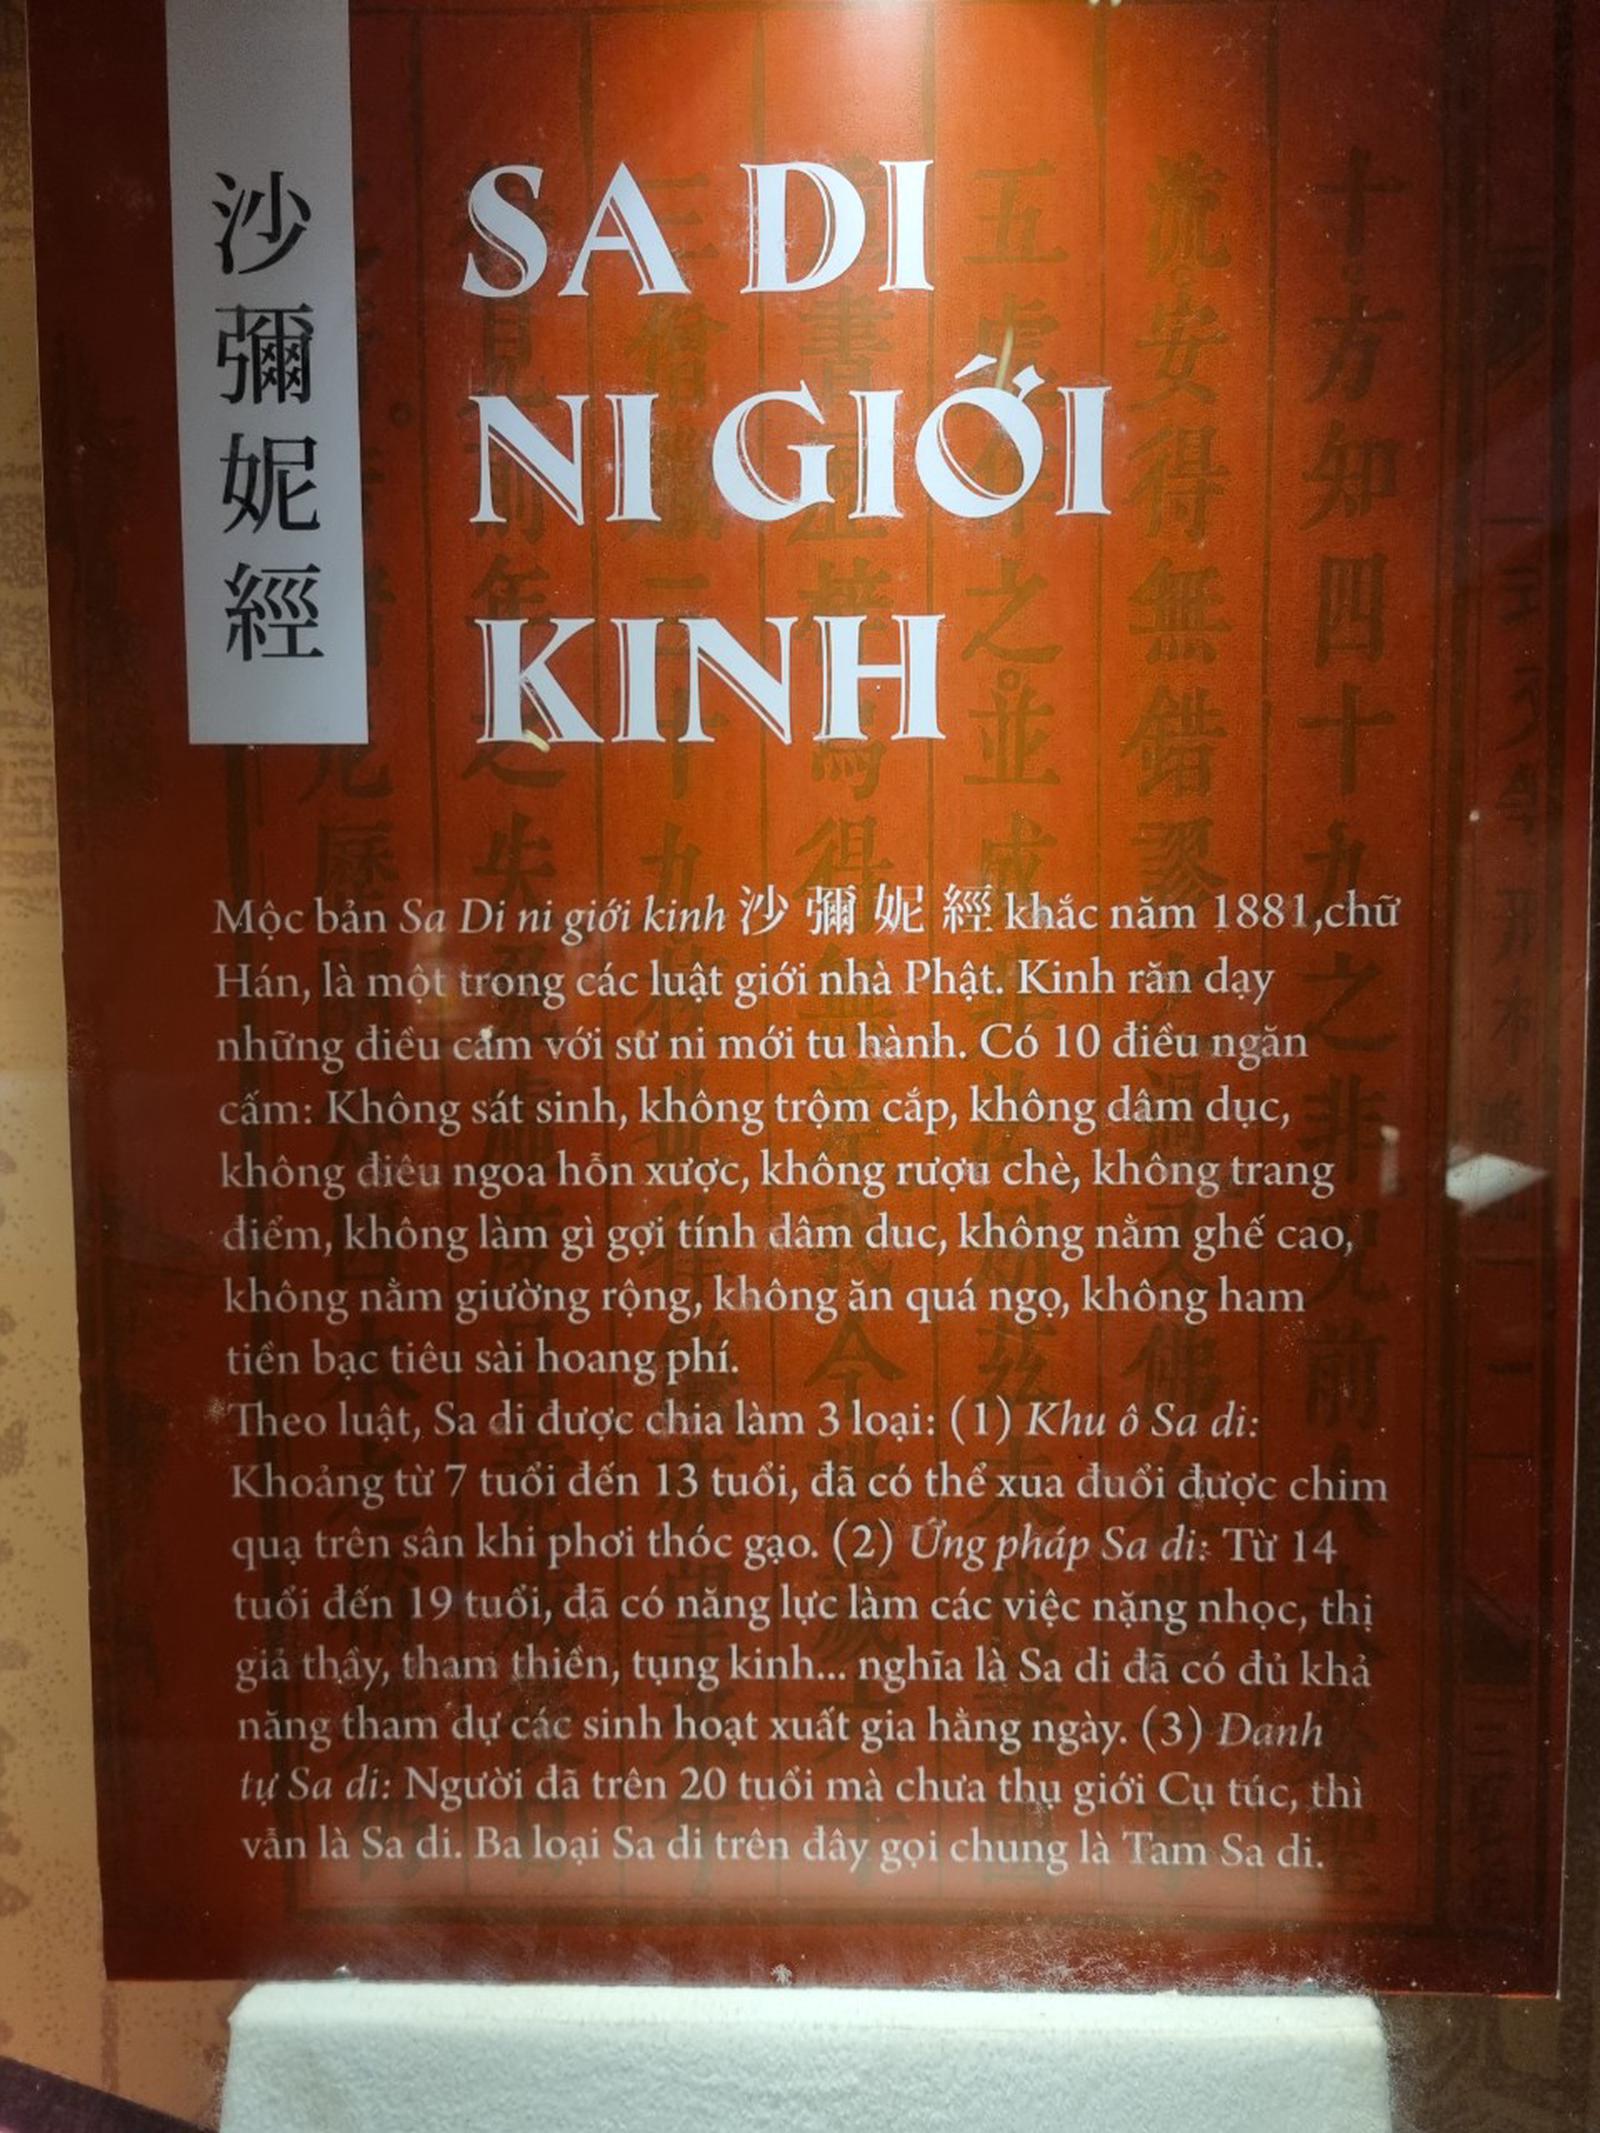 沙彌妮經
SA DI
NI GIỚI
KINH
Mộc bản Sa Di ni giới kinh 沙彌妮經 khắc năm 1881,chữ
Hán, là một trong các luật giới nhà Phật. Kinh răn dạy
những điều cấm với sư ni mới tu hành. Có 10 điều ngăn
cấm: Không sát sinh, không trộm cắp, không dâm dục,
không điêu ngoa hỗn xược, không rượu chè, không trang
điểm, không làm gì gợi tính dâm dục, không nằm ghế cao,
không nằm giường rộng, không ăn quá ngọ, không ham
tiền bạc tiêu sài hoang phí.
Theo luật, Sa di được chia làm 3 loại: (1) Khu ô Sa di:
Khoảng từ 7 tuổi đến 13 tuổi, đã có thể xua đuổi được chim
quạ trên sân khi phơi thóc gạo. (2) Ứng pháp Sa di: Từ 14
tuổi đến 19 tuổi, đã có năng lực làm các việc nặng nhọc, thị
giả thầy, tham thiền, tụng kinh... nghĩa là Sa di đã có đủ khả
năng tham dự các sinh hoạt xuất gia hằng ngày. (3) Danh
tự Sa di: Người đã trên 20 tuổi mà chưa thụ giới Cụ túc, thì
vẫn là Sa di. Ba loại Sa di trên đây gọi chung là Tam Sa di.